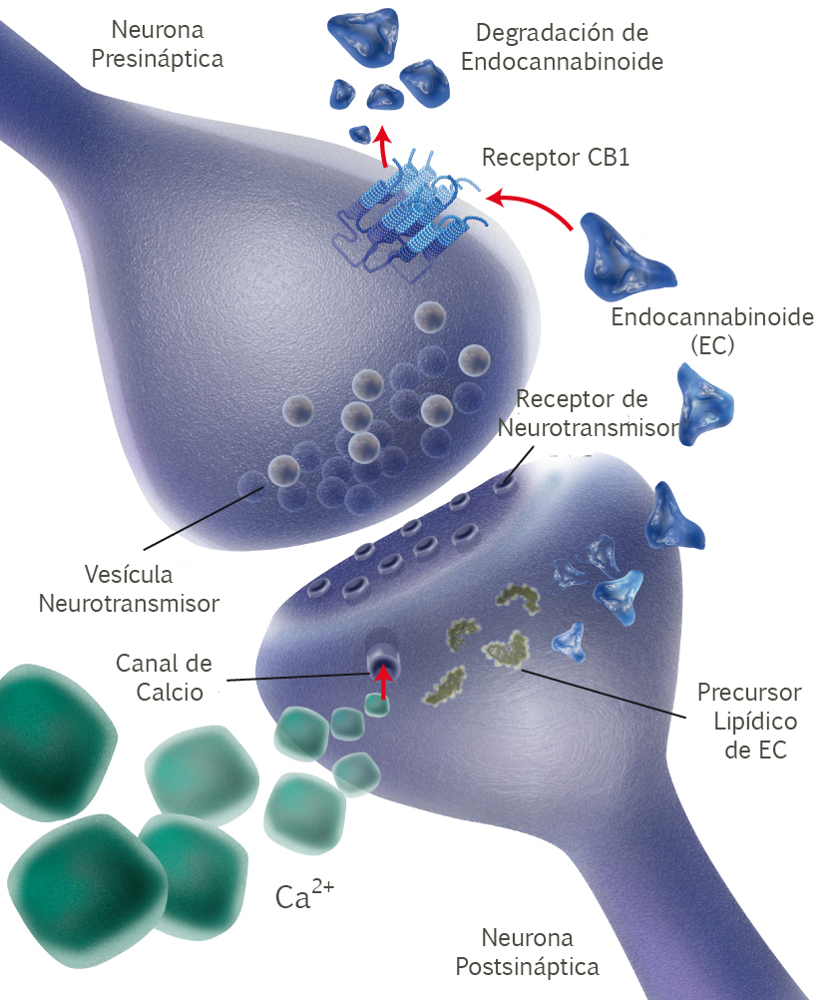 Neurona
Presináptica
Degradación de
Endocannabinoide
Receptor CB1
Endocannabinoide
(EC)
Receptor de
Neurotransmisor
Vesícula
Neurotransmisor
Canal de
Calcio
Precursor
Lipídico
de EC
Ca²⁺
Neurona
Postsináptica